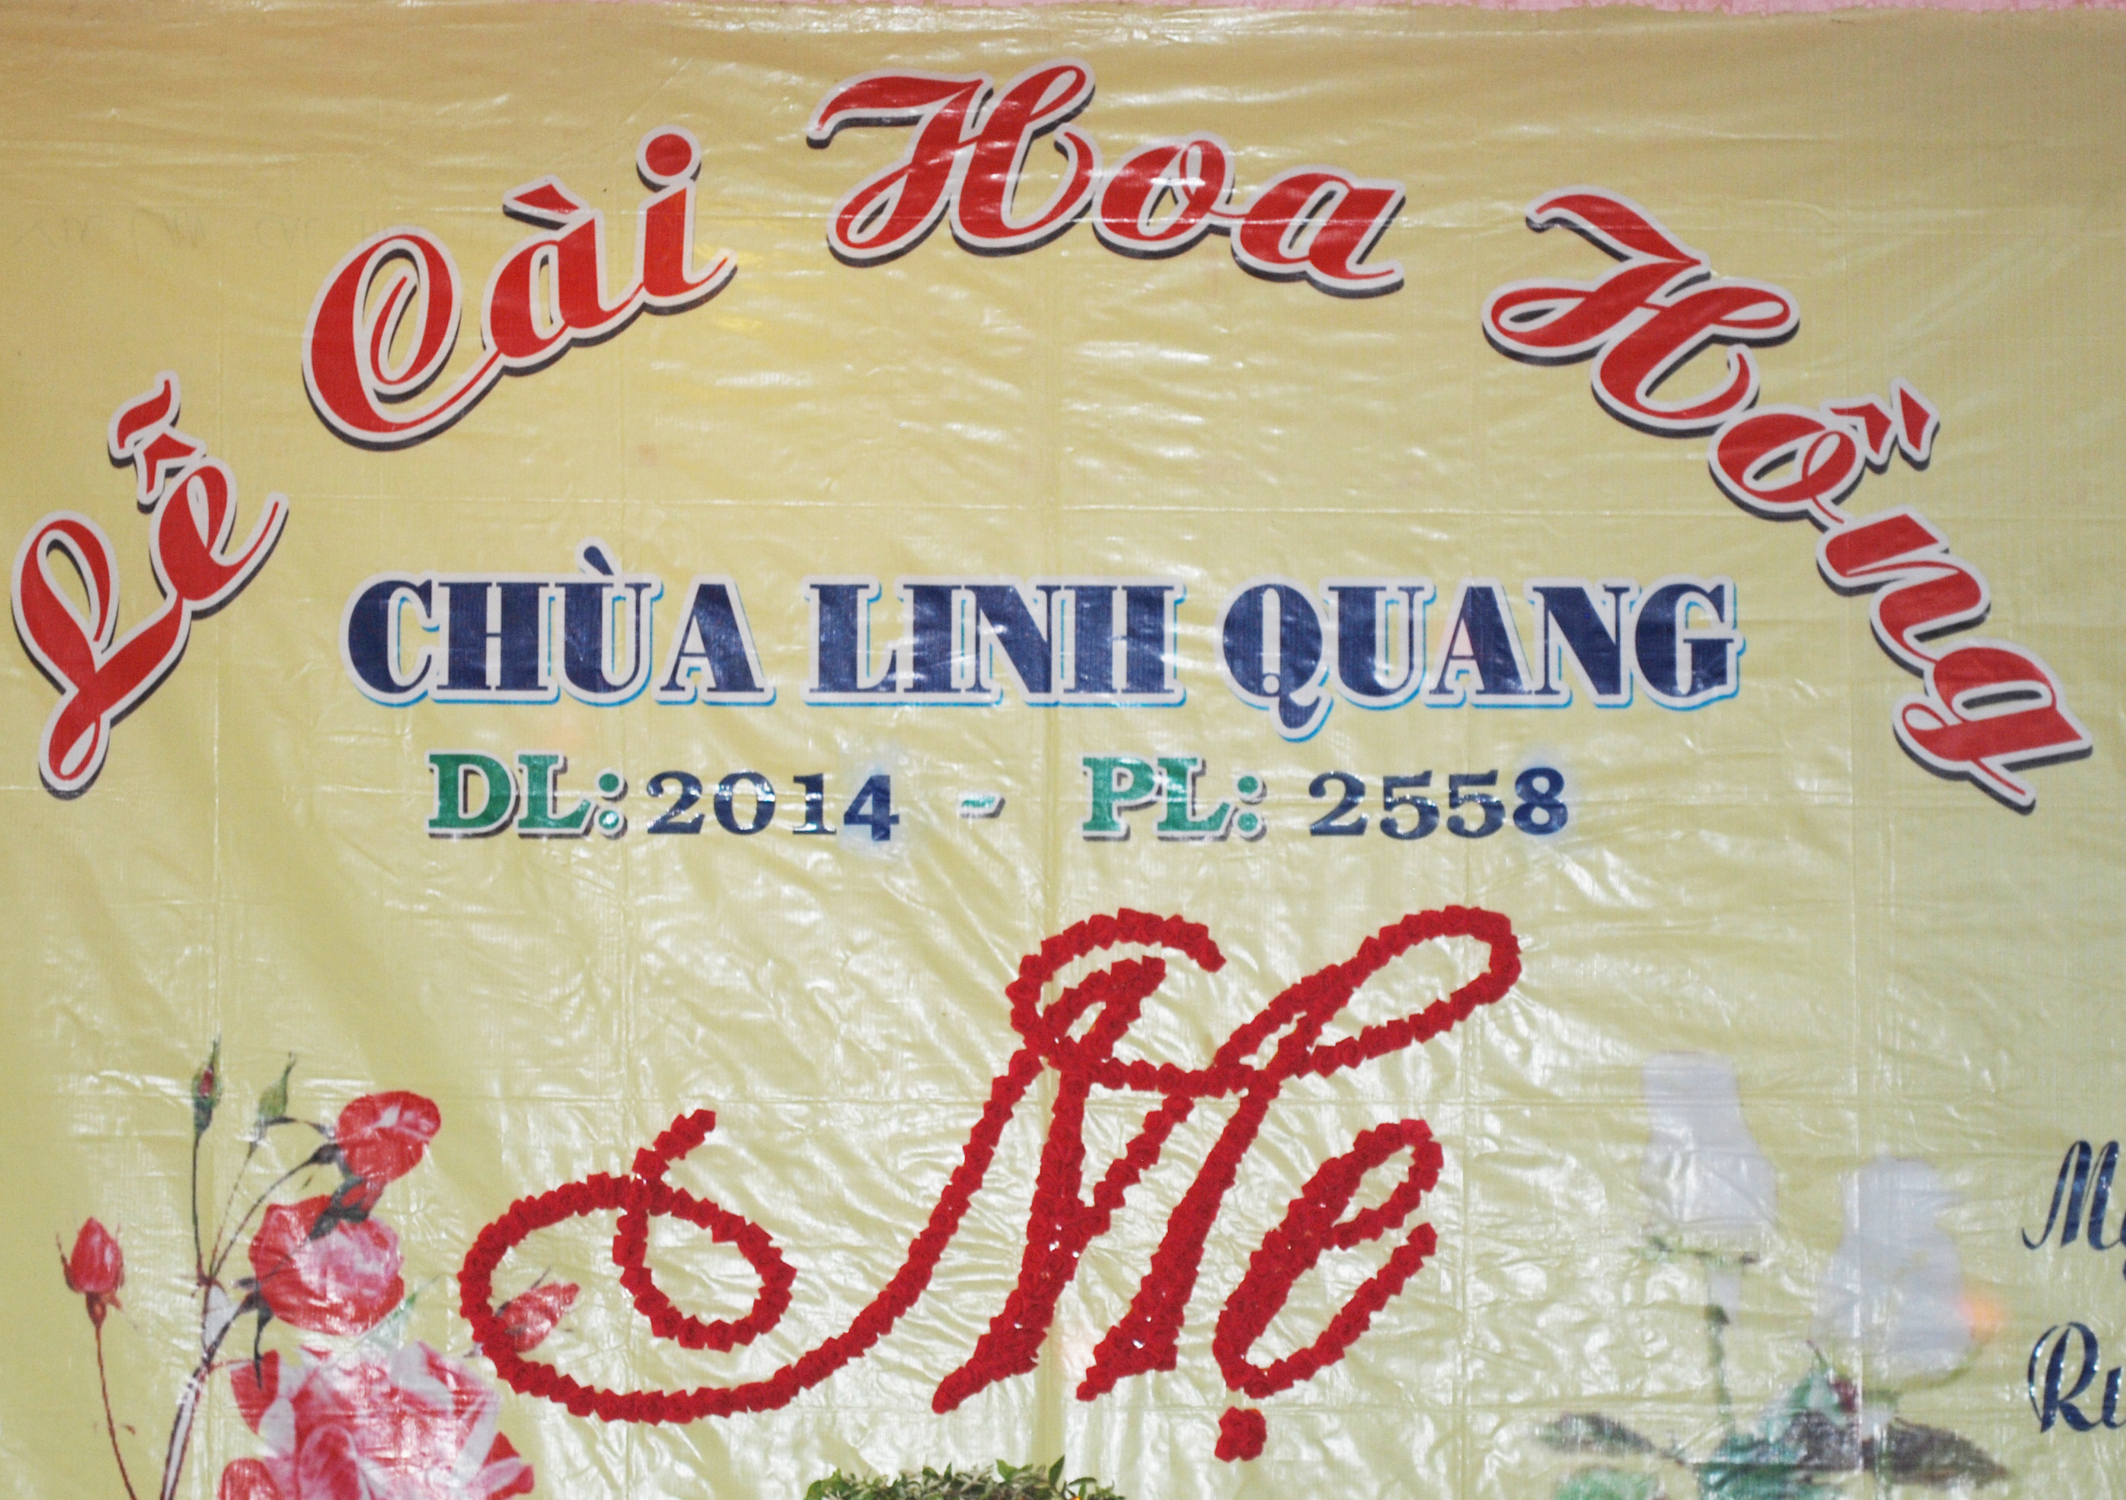 Lễ Cài Hoa Hồng
CHÙA LINH QUANG
DL: 2014 - PL: 2558
Mẹ